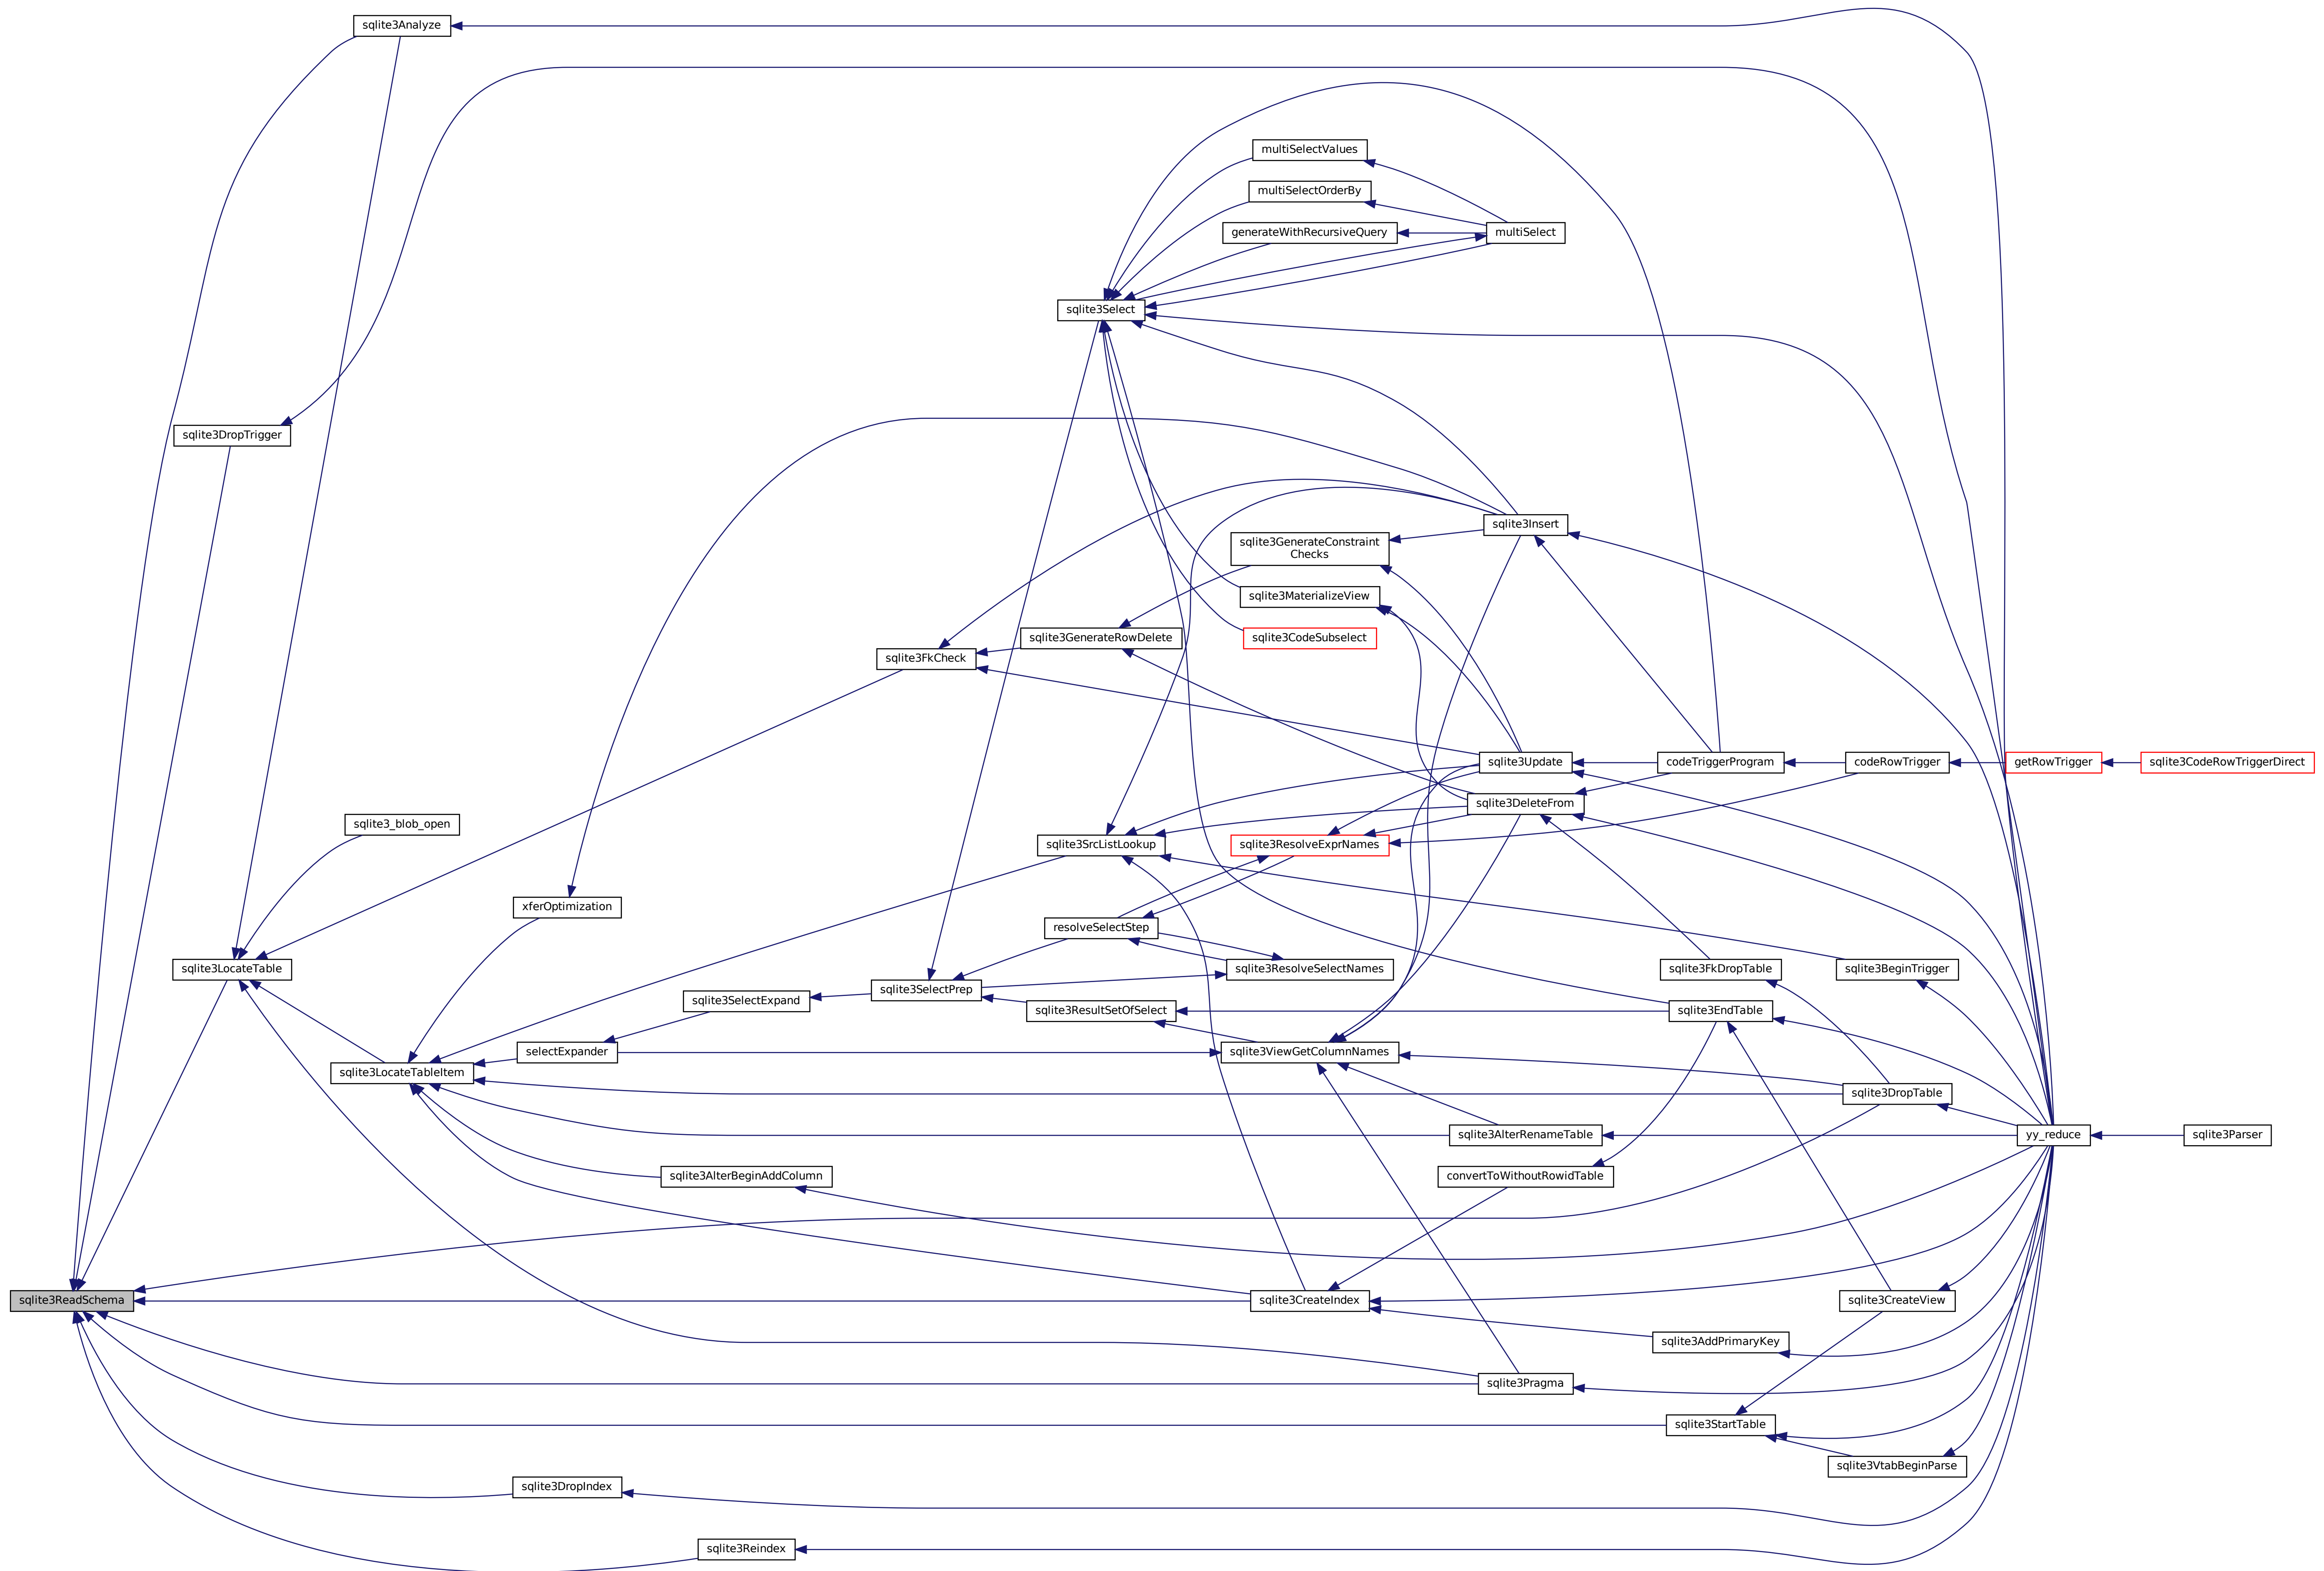 sqlite3Analyze
multiSelectValues
multiSelectOrderBy
generateWithRecursiveQuery
multiSelect
sqlite3Select
sqlite3DropTrigger
sqlite3Insert
sqlite3GenerateConstraint
Checks
sqlite3MaterializeView
sqlite3GenerateRowDelete
sqlite3CodeSubselect
sqlite3FkCheck
sqlite3Update
codeTriggerProgram
codeRowTrigger
getRowTrigger
sqlite3CodeRowTriggerDirect
sqlite3DeleteFrom
sqlite3_blob_open
sqlite3SrcListLookup
sqlite3ResolveExprNames
xferOptimization
resolveSelectStep
sqlite3LocateTable
sqlite3ResolveSelectNames
sqlite3FkDropTable
sqlite3BeginTrigger
sqlite3SelectPrep
sqlite3SelectExpand
sqlite3ResultSetOfSelect
sqlite3EndTable
selectExpander
sqlite3ViewGetColumnNames
sqlite3LocateTableItem
sqlite3DropTable
sqlite3AlterRenameTable
yy_reduce
sqlite3Parser
sqlite3AlterBeginAddColumn
convertToWithoutRowidTable
sqlite3ReadSchema
sqlite3CreateIndex
sqlite3CreateView
sqlite3AddPrimaryKey
sqlite3Pragma
sqlite3StartTable
sqlite3VtabBeginParse
sqlite3DropIndex
sqlite3Reindex